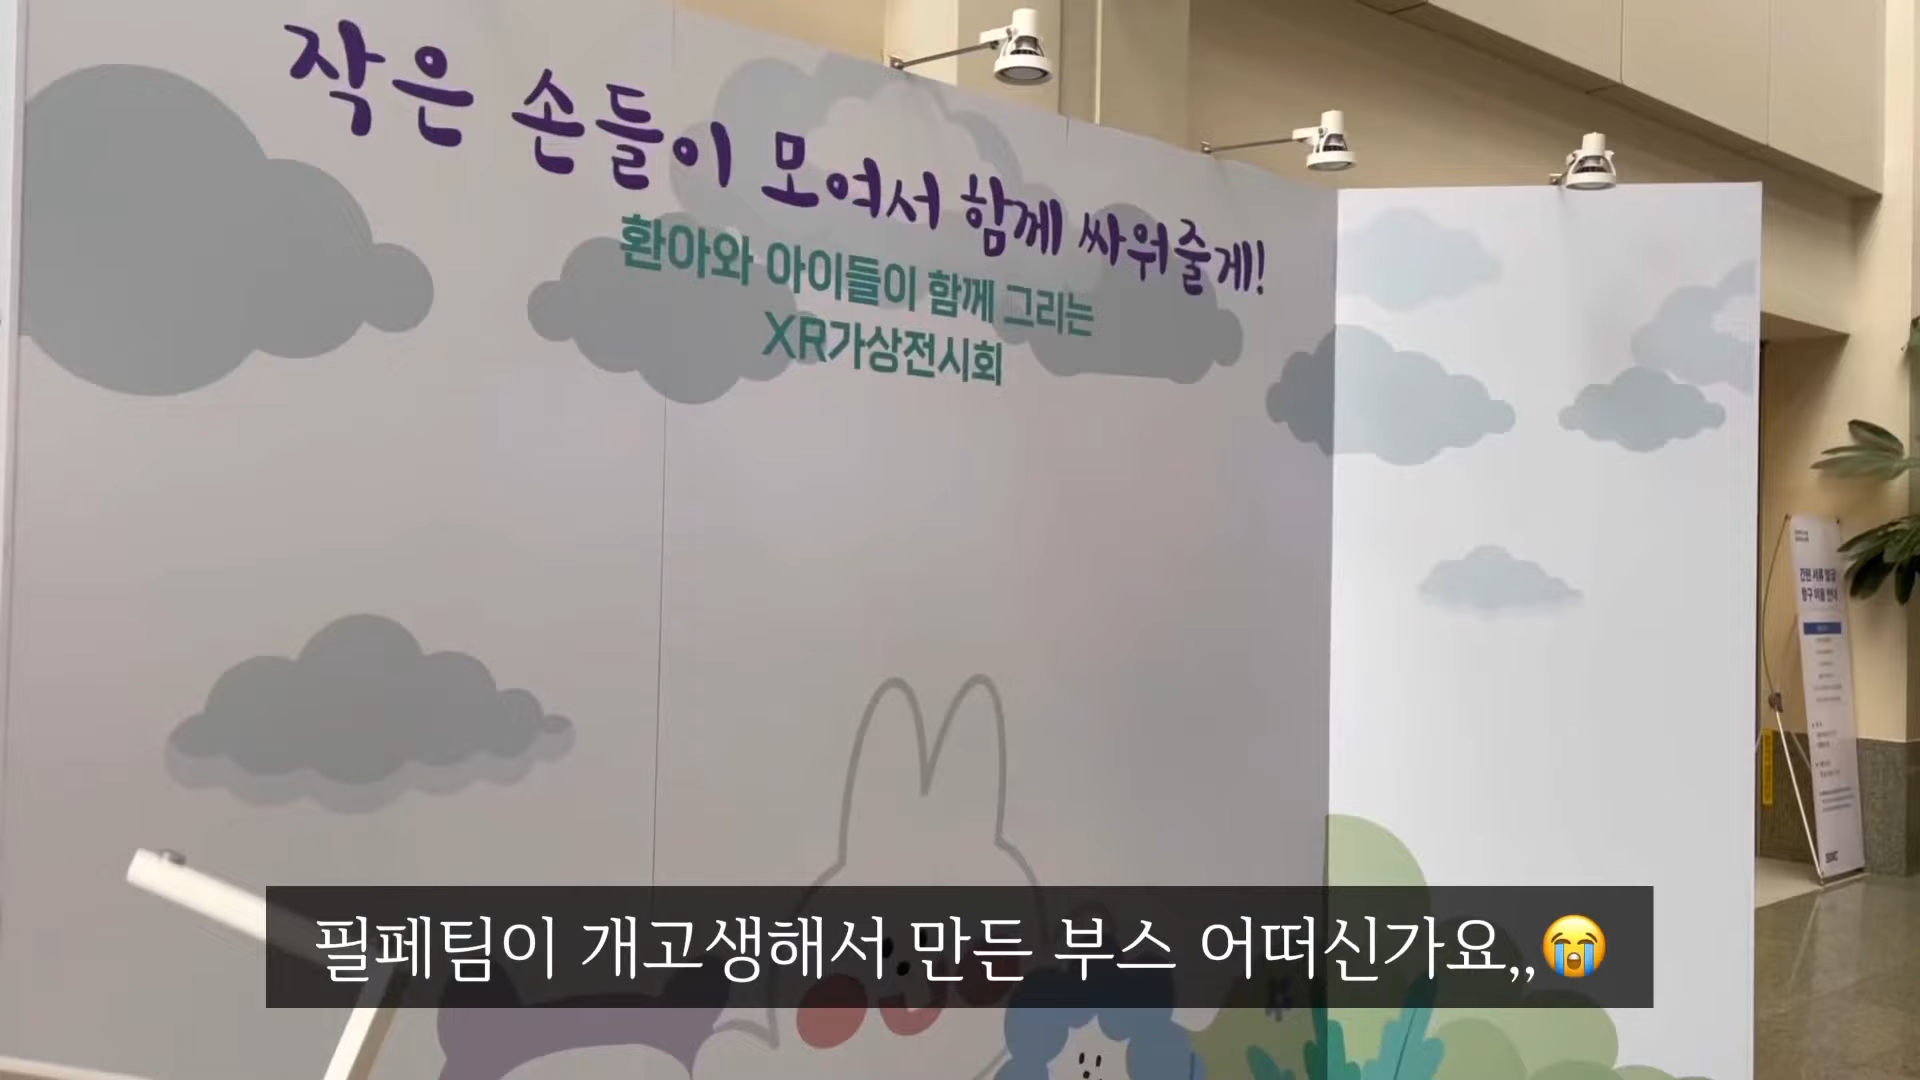 작은 손들이 모여서 함께 싸워줄게!
환아와 아이들이 함께 그리는
XR가상전시회
필페팀이 개고생해서 만든 부스 어떠신가요,,😭